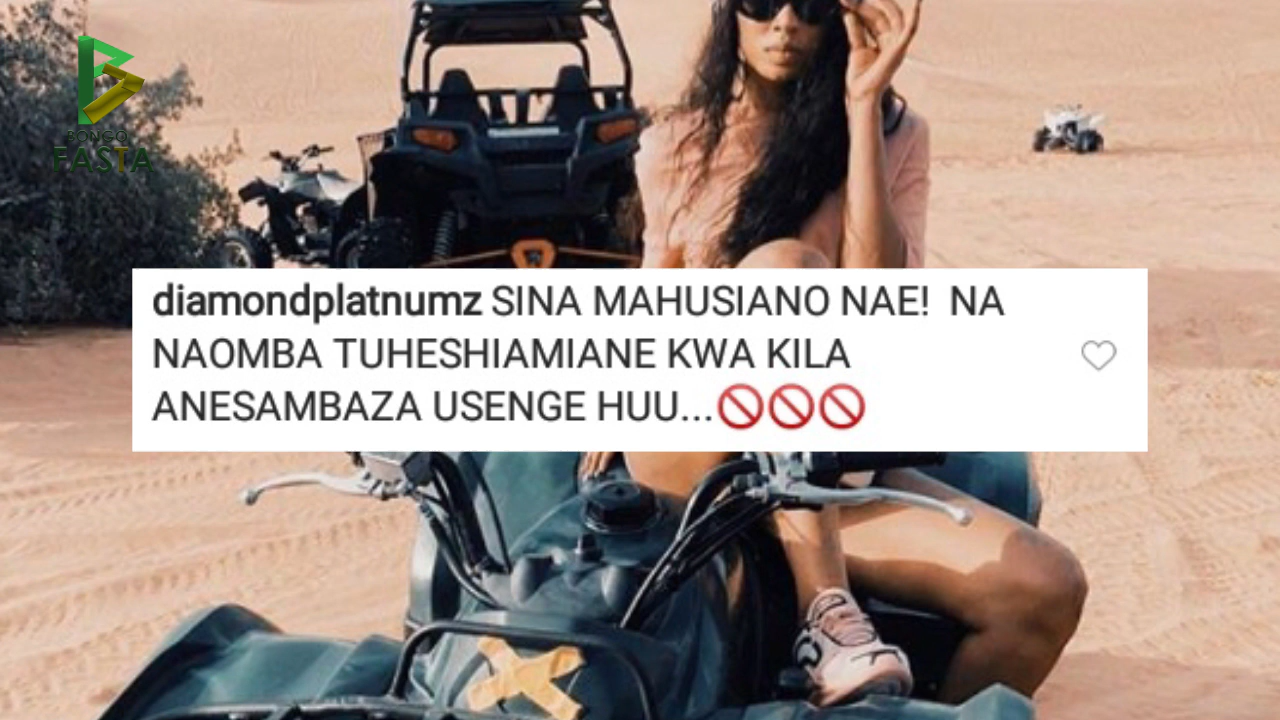 BONGO
FASTA
diamondplatnumz SINA MAHUSIANO NAE! NA
NAOMBA TUHESHIAMIANE KWA KILA
ANESAMBAZA USENGE HUU...🚫🚫🚫